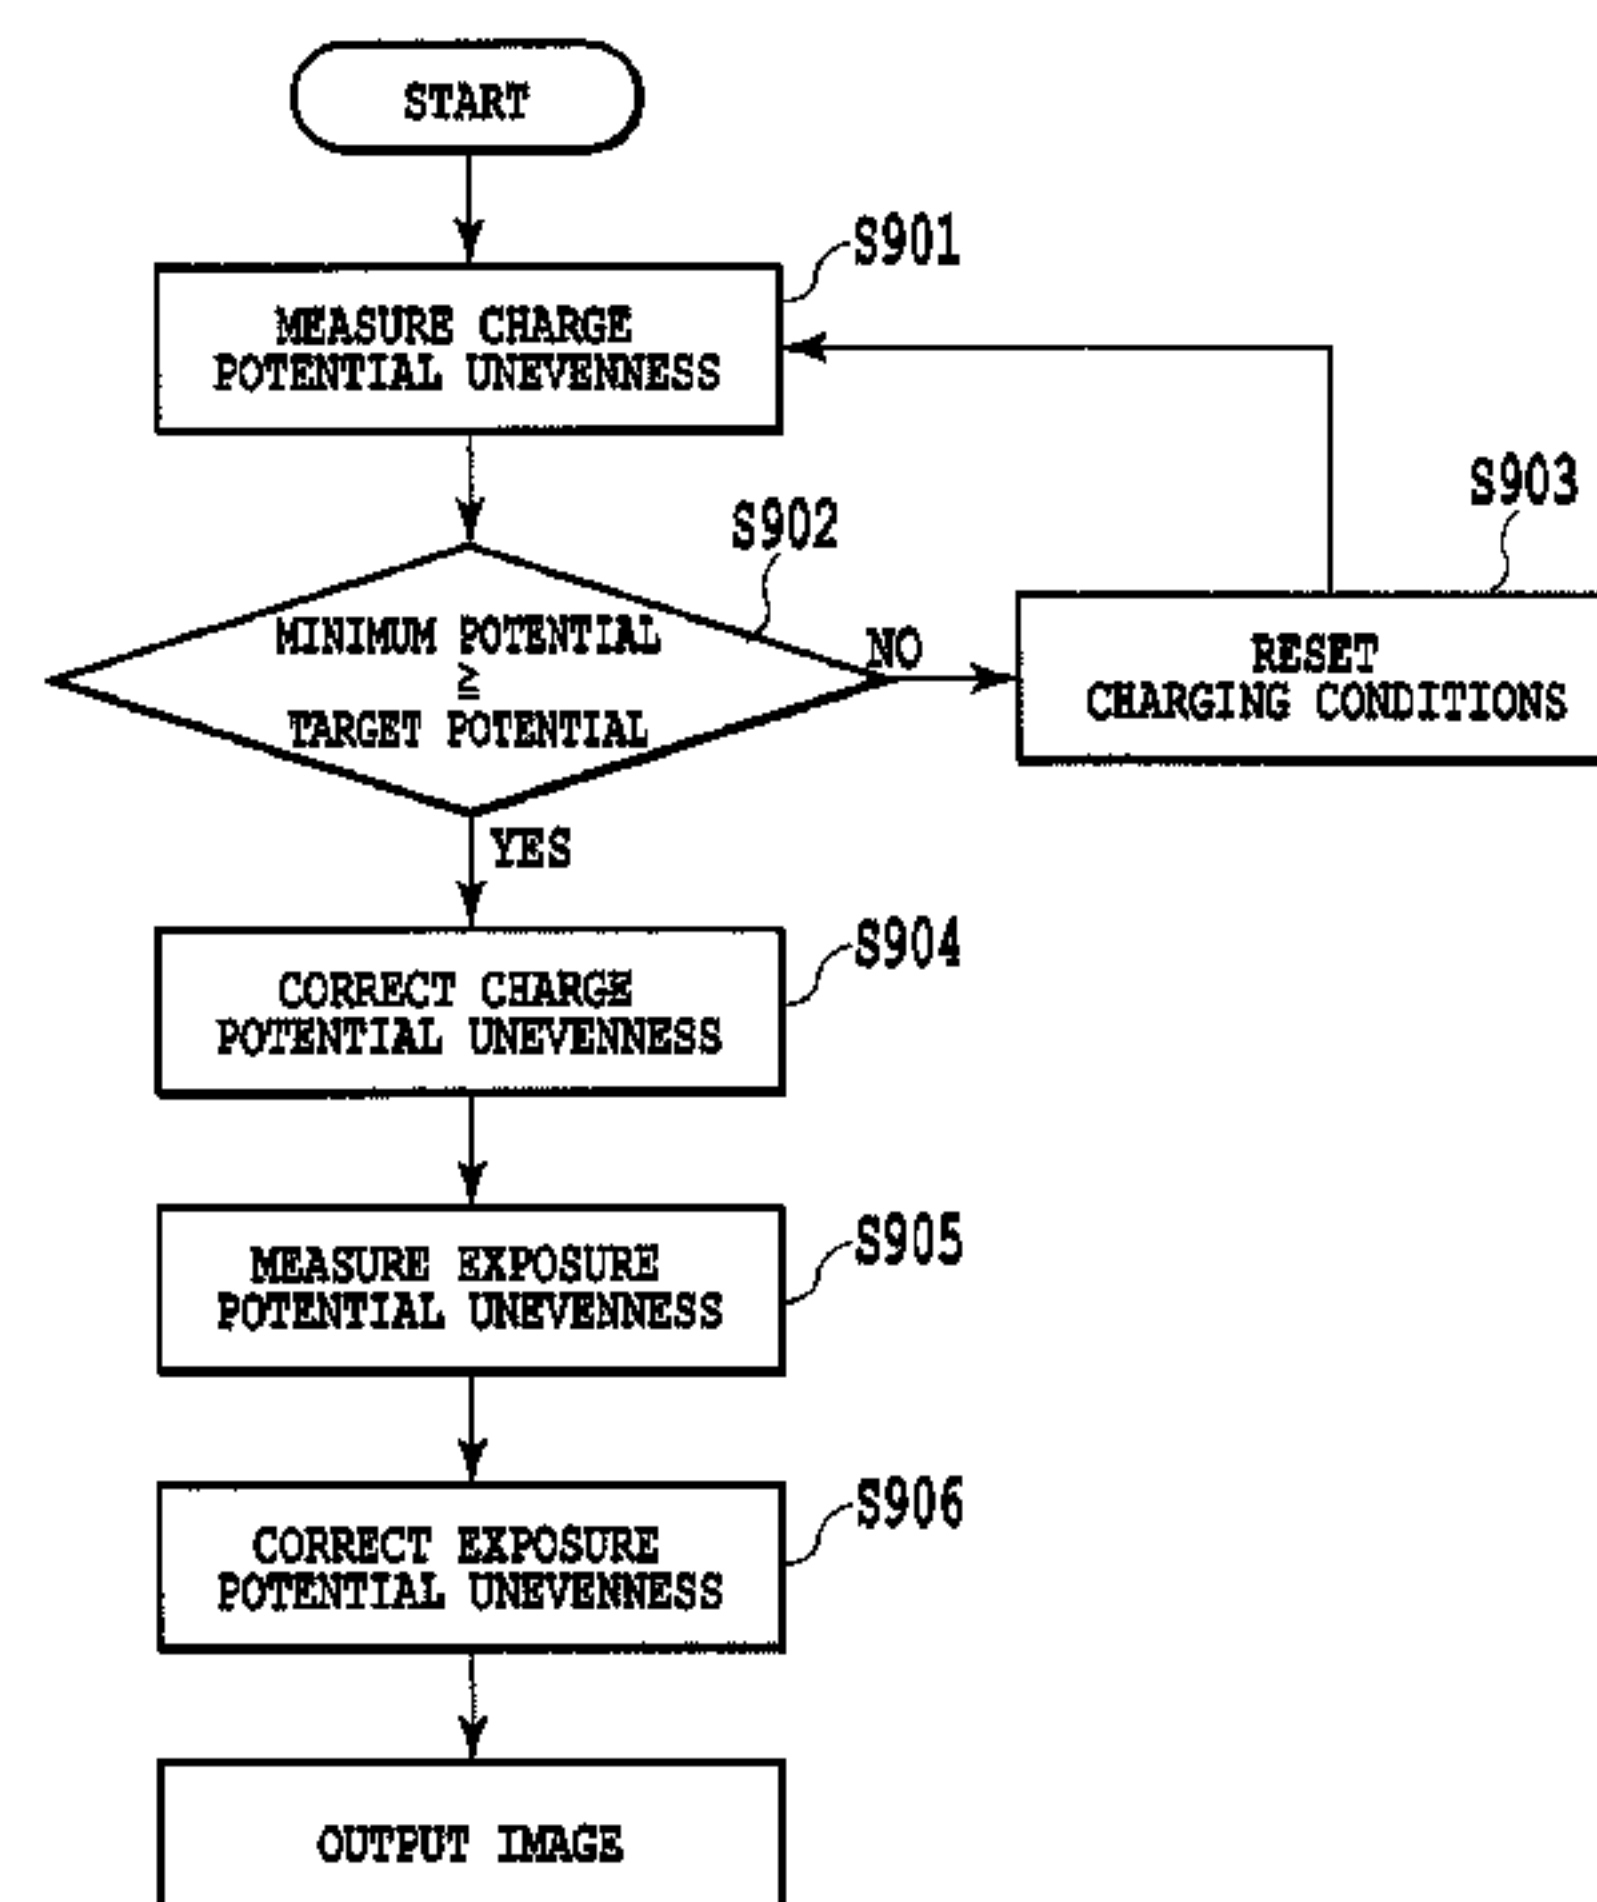 START
S901
MEASURE CHARGE
POTENTIAL UNEVENNESS
S902
MINIMUM POTENTIAL
≧
TARGET POTENTIAL
NO
S903
RESET
CHARGING CONDITIONS
YES
S904
CORRECT CHARGE
POTENTIAL UNEVENNESS
S905
MEASURE EXPOSURE
POTENTIAL UNEVENNESS
S906
CORRECT EXPOSURE
POTENTIAL UNEVENNESS
OUTPUT IMAGE